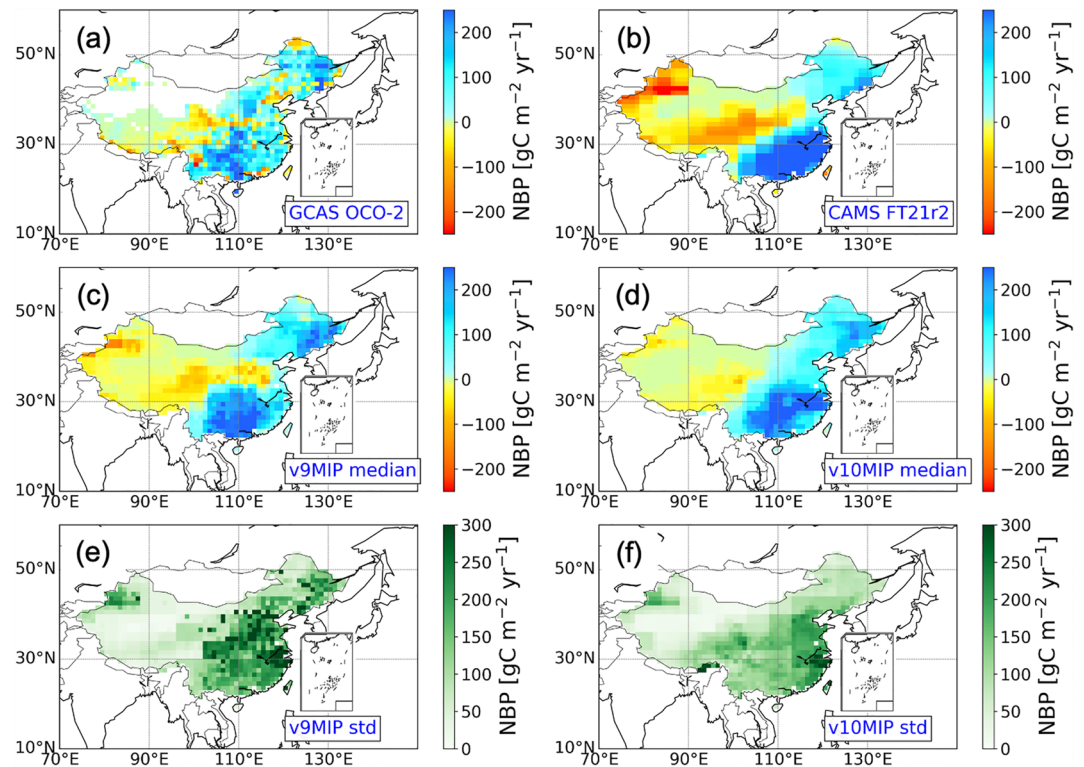 (a)
50°N
30°N
10°N
70°E 90°E 110°E 130°E
GCAS OCO-2
200
100
0
−100
−200
NBP [gC m⁻² yr⁻¹]
(b)
50°N
30°N
10°N
70°E 90°E 110°E 130°E
CAMS FT21r2
200
100
0
−100
−200
NBP [gC m⁻² yr⁻¹]
(c)
50°N
30°N
10°N
70°E 90°E 110°E 130°E
v9MIP median
200
100
0
−100
−200
NBP [gC m⁻² yr⁻¹]
(d)
50°N
30°N
10°N
70°E 90°E 110°E 130°E
v10MIP median
200
100
0
−100
−200
NBP [gC m⁻² yr⁻¹]
(e)
50°N
30°N
10°N
70°E 90°E 110°E 130°E
v9MIP std
300
250
200
150
100
50
0
NBP [gC m⁻² yr⁻¹]
(f)
50°N
30°N
10°N
70°E 90°E 110°E 130°E
v10MIP std
300
250
200
150
100
50
0
NBP [gC m⁻² yr⁻¹]